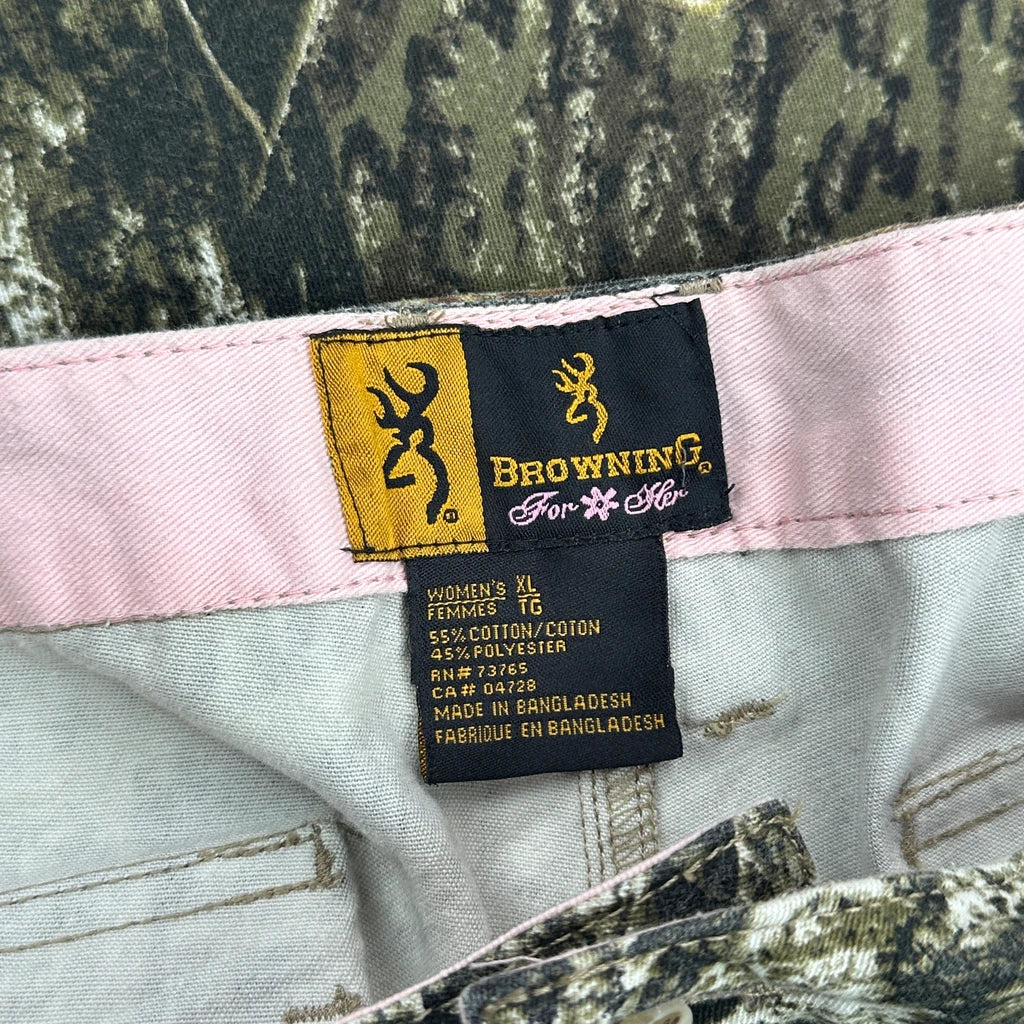 BROWNING®
For Her
WOMEN'S XL
FEMMES TG
55% COTTON/COTON
45% POLYESTER
RN# 73765
CA# 04728
MADE IN BANGLADESH
FABRIQUE EN BANGLADESH